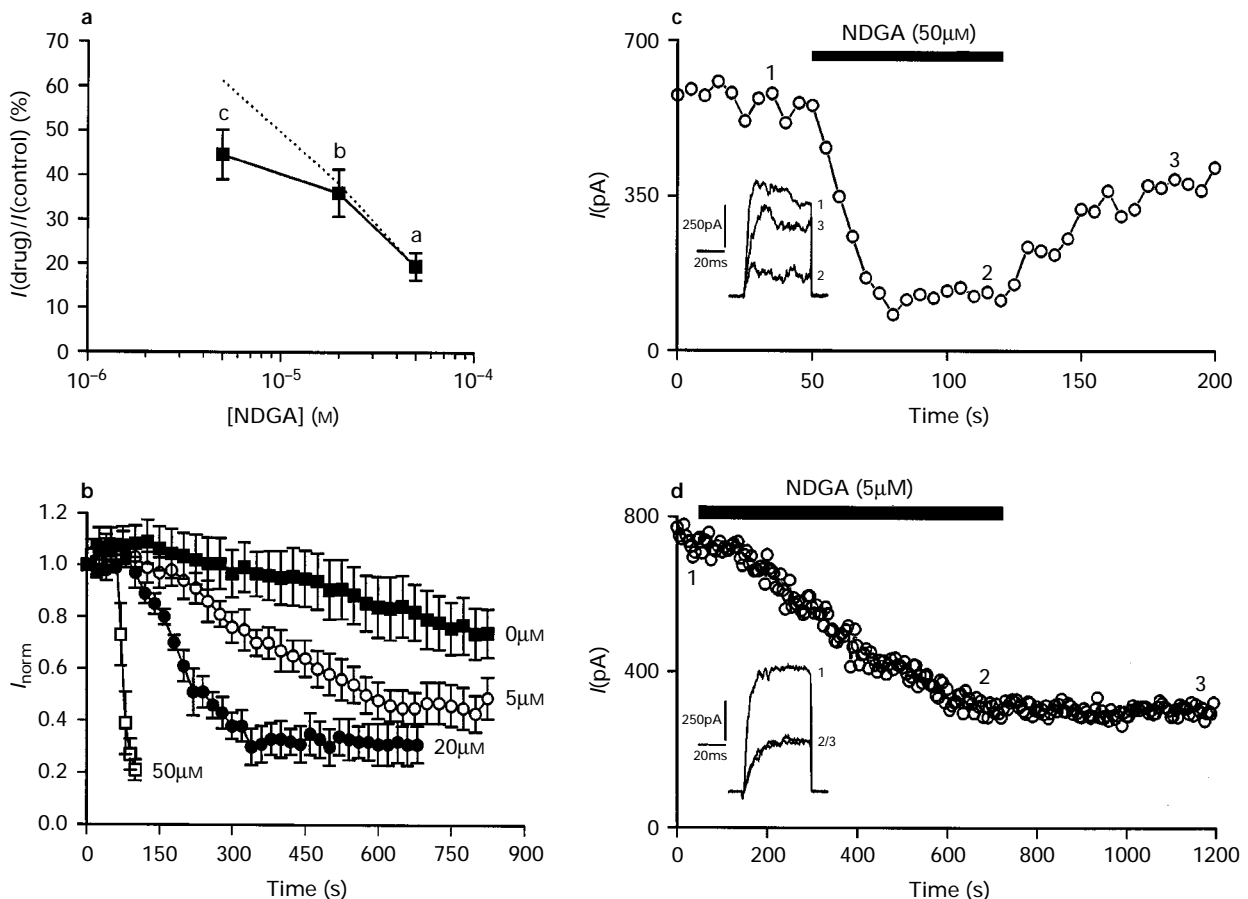 a
I(drug)/I(control) (%)
70
60
50
40
30
20
10
0
c
b
a
10⁻⁶
10⁻⁵
10⁻⁴
[NDGA] (M)
c
NDGA (50μM)
I(pA)
700
350
0
1
2
3
250pA
20ms
1
3
2
0
50
100
150
200
Time (s)
b
I_norm
1.2
1.0
0.8
0.6
0.4
0.2
0.0
0μM
5μM
20μM
50μM
0
150
300
450
600
750
900
Time (s)
d
NDGA (5μM)
I(pA)
800
400
0
1
2
3
250pA
20ms
1
2/3
0
200
400
600
800
1000
1200
Time (s)